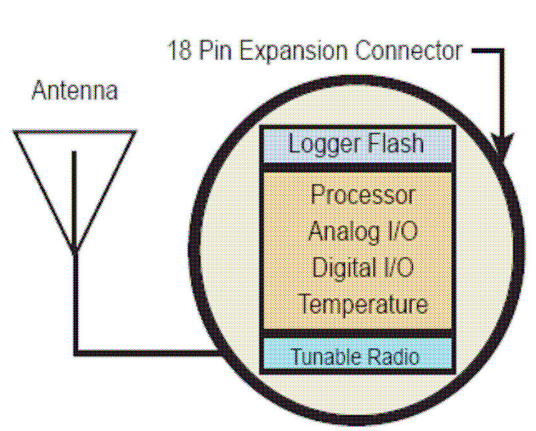 18 Pin Expansion Connector
Antenna
Logger Flash
Processor
Analog I/O
Digital I/O
Temperature
Tunable Radio